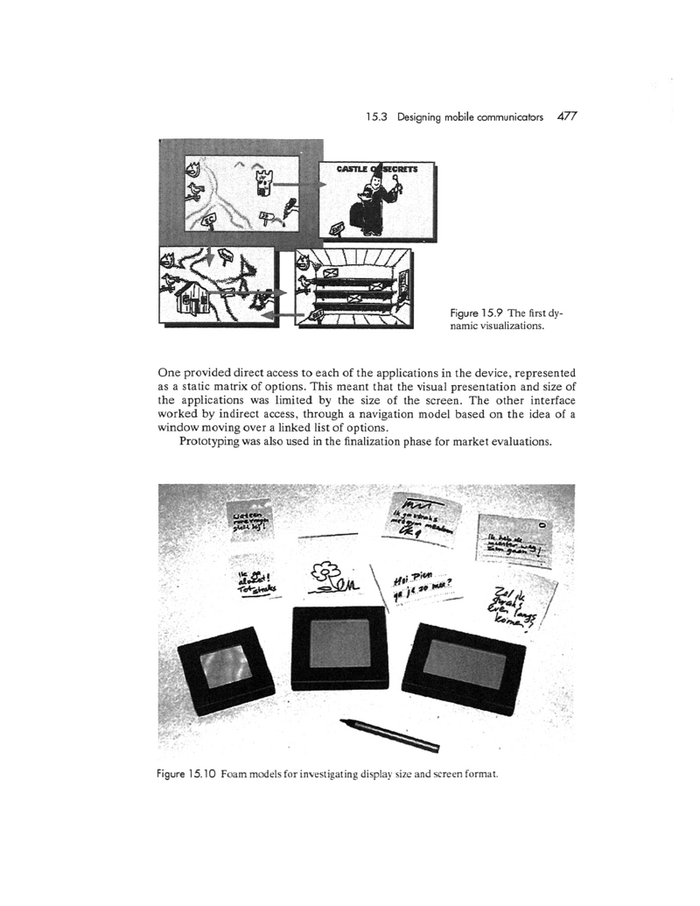 15.3 Designing mobile communicators 477
CASTLE OF SECRETS
Figure 15.9 The first dy-
namic visualizations.
One provided direct access to each of the applications in the device, represented
as a static matrix of options. This meant that the visual presentation and size of
the applications was limited by the size of the screen. The other interface
worked by indirect access, through a navigation model based on the idea of a
window moving over a linked list of options.
Prototyping was also used in the finalization phase for market evaluations.
Ik ga
Tot straks
Hoi Pien
ga je zo mee?
Zal ik
straks
even langs
komen?
Figure 15.10 Foam models for investigating display size and screen format.